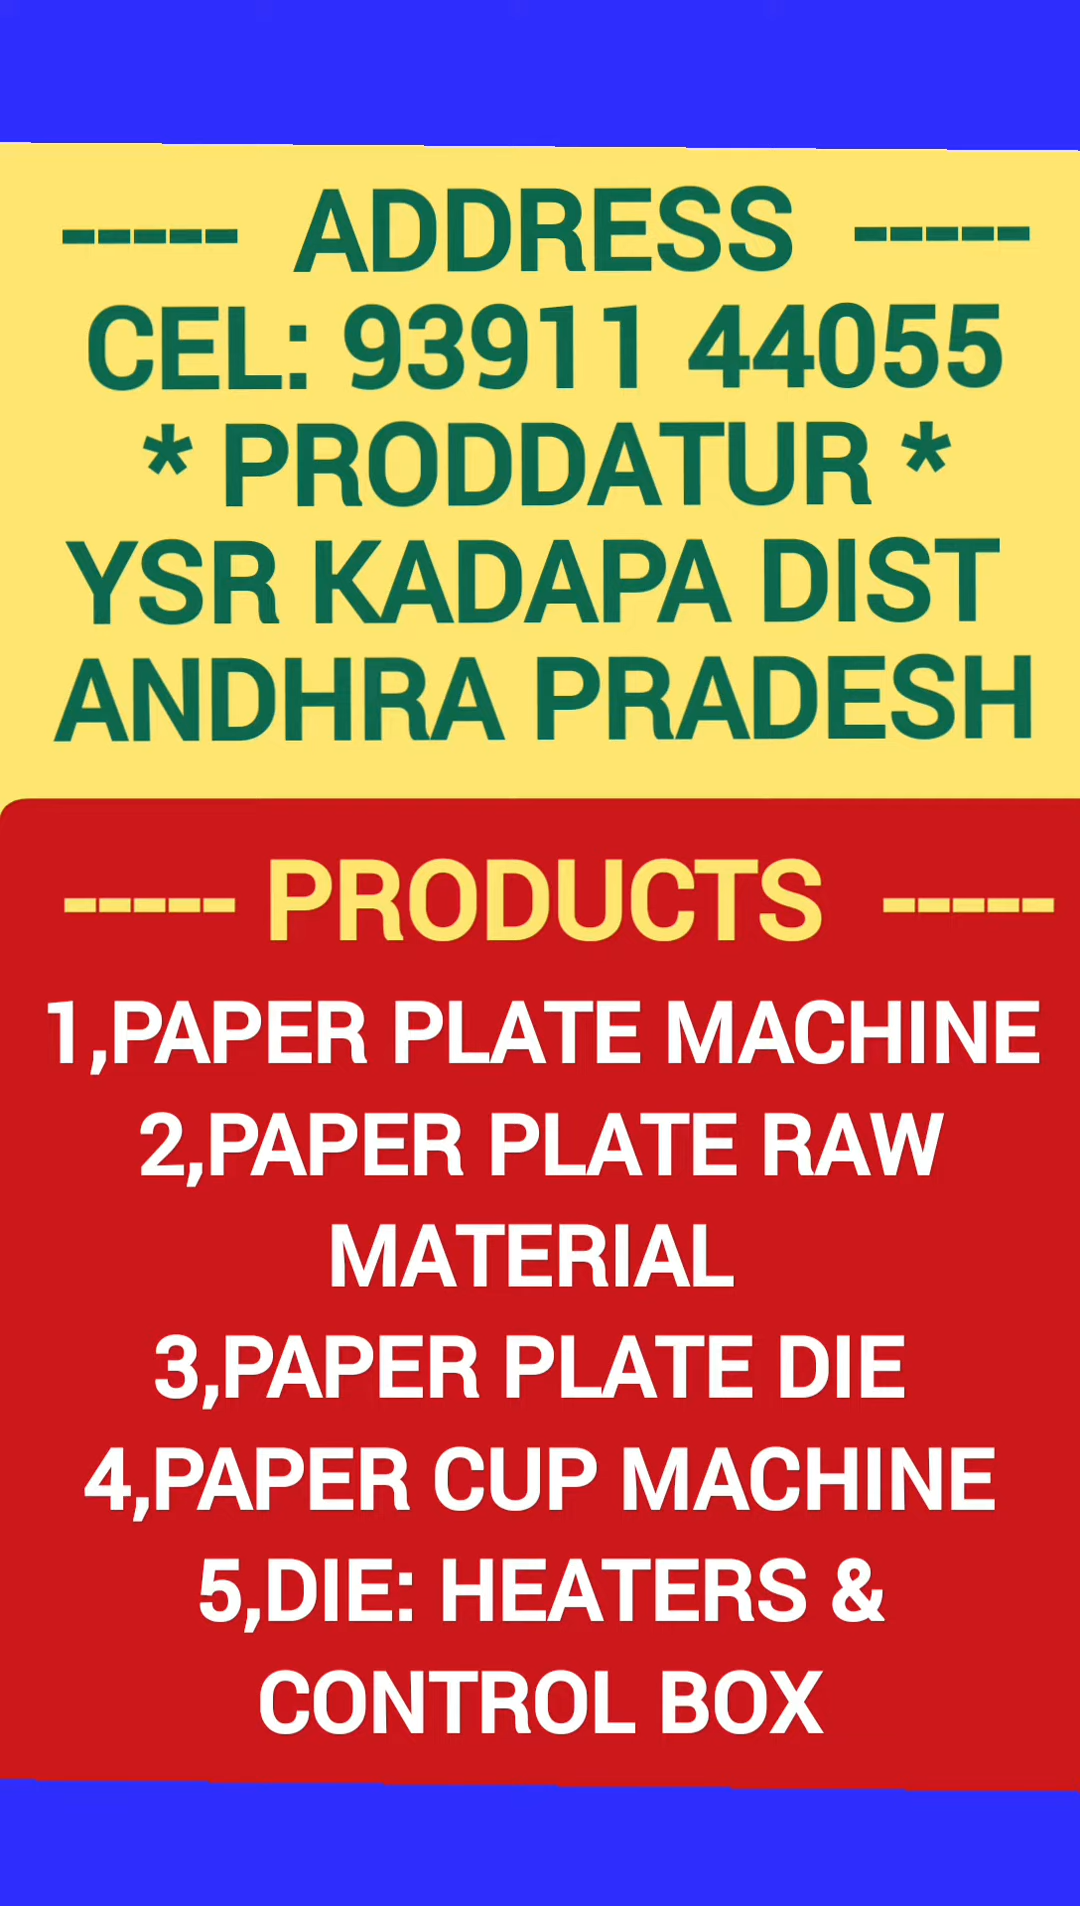 ----- ADDRESS -----
CEL: 93911 44055
* PRODDATUR *
YSR KADAPA DIST
ANDHRA PRADESH
----- PRODUCTS -----
1,PAPER PLATE MACHINE
2,PAPER PLATE RAW
MATERIAL
3,PAPER PLATE DIE
4,PAPER CUP MACHINE
5,DIE: HEATERS &
CONTROL BOX